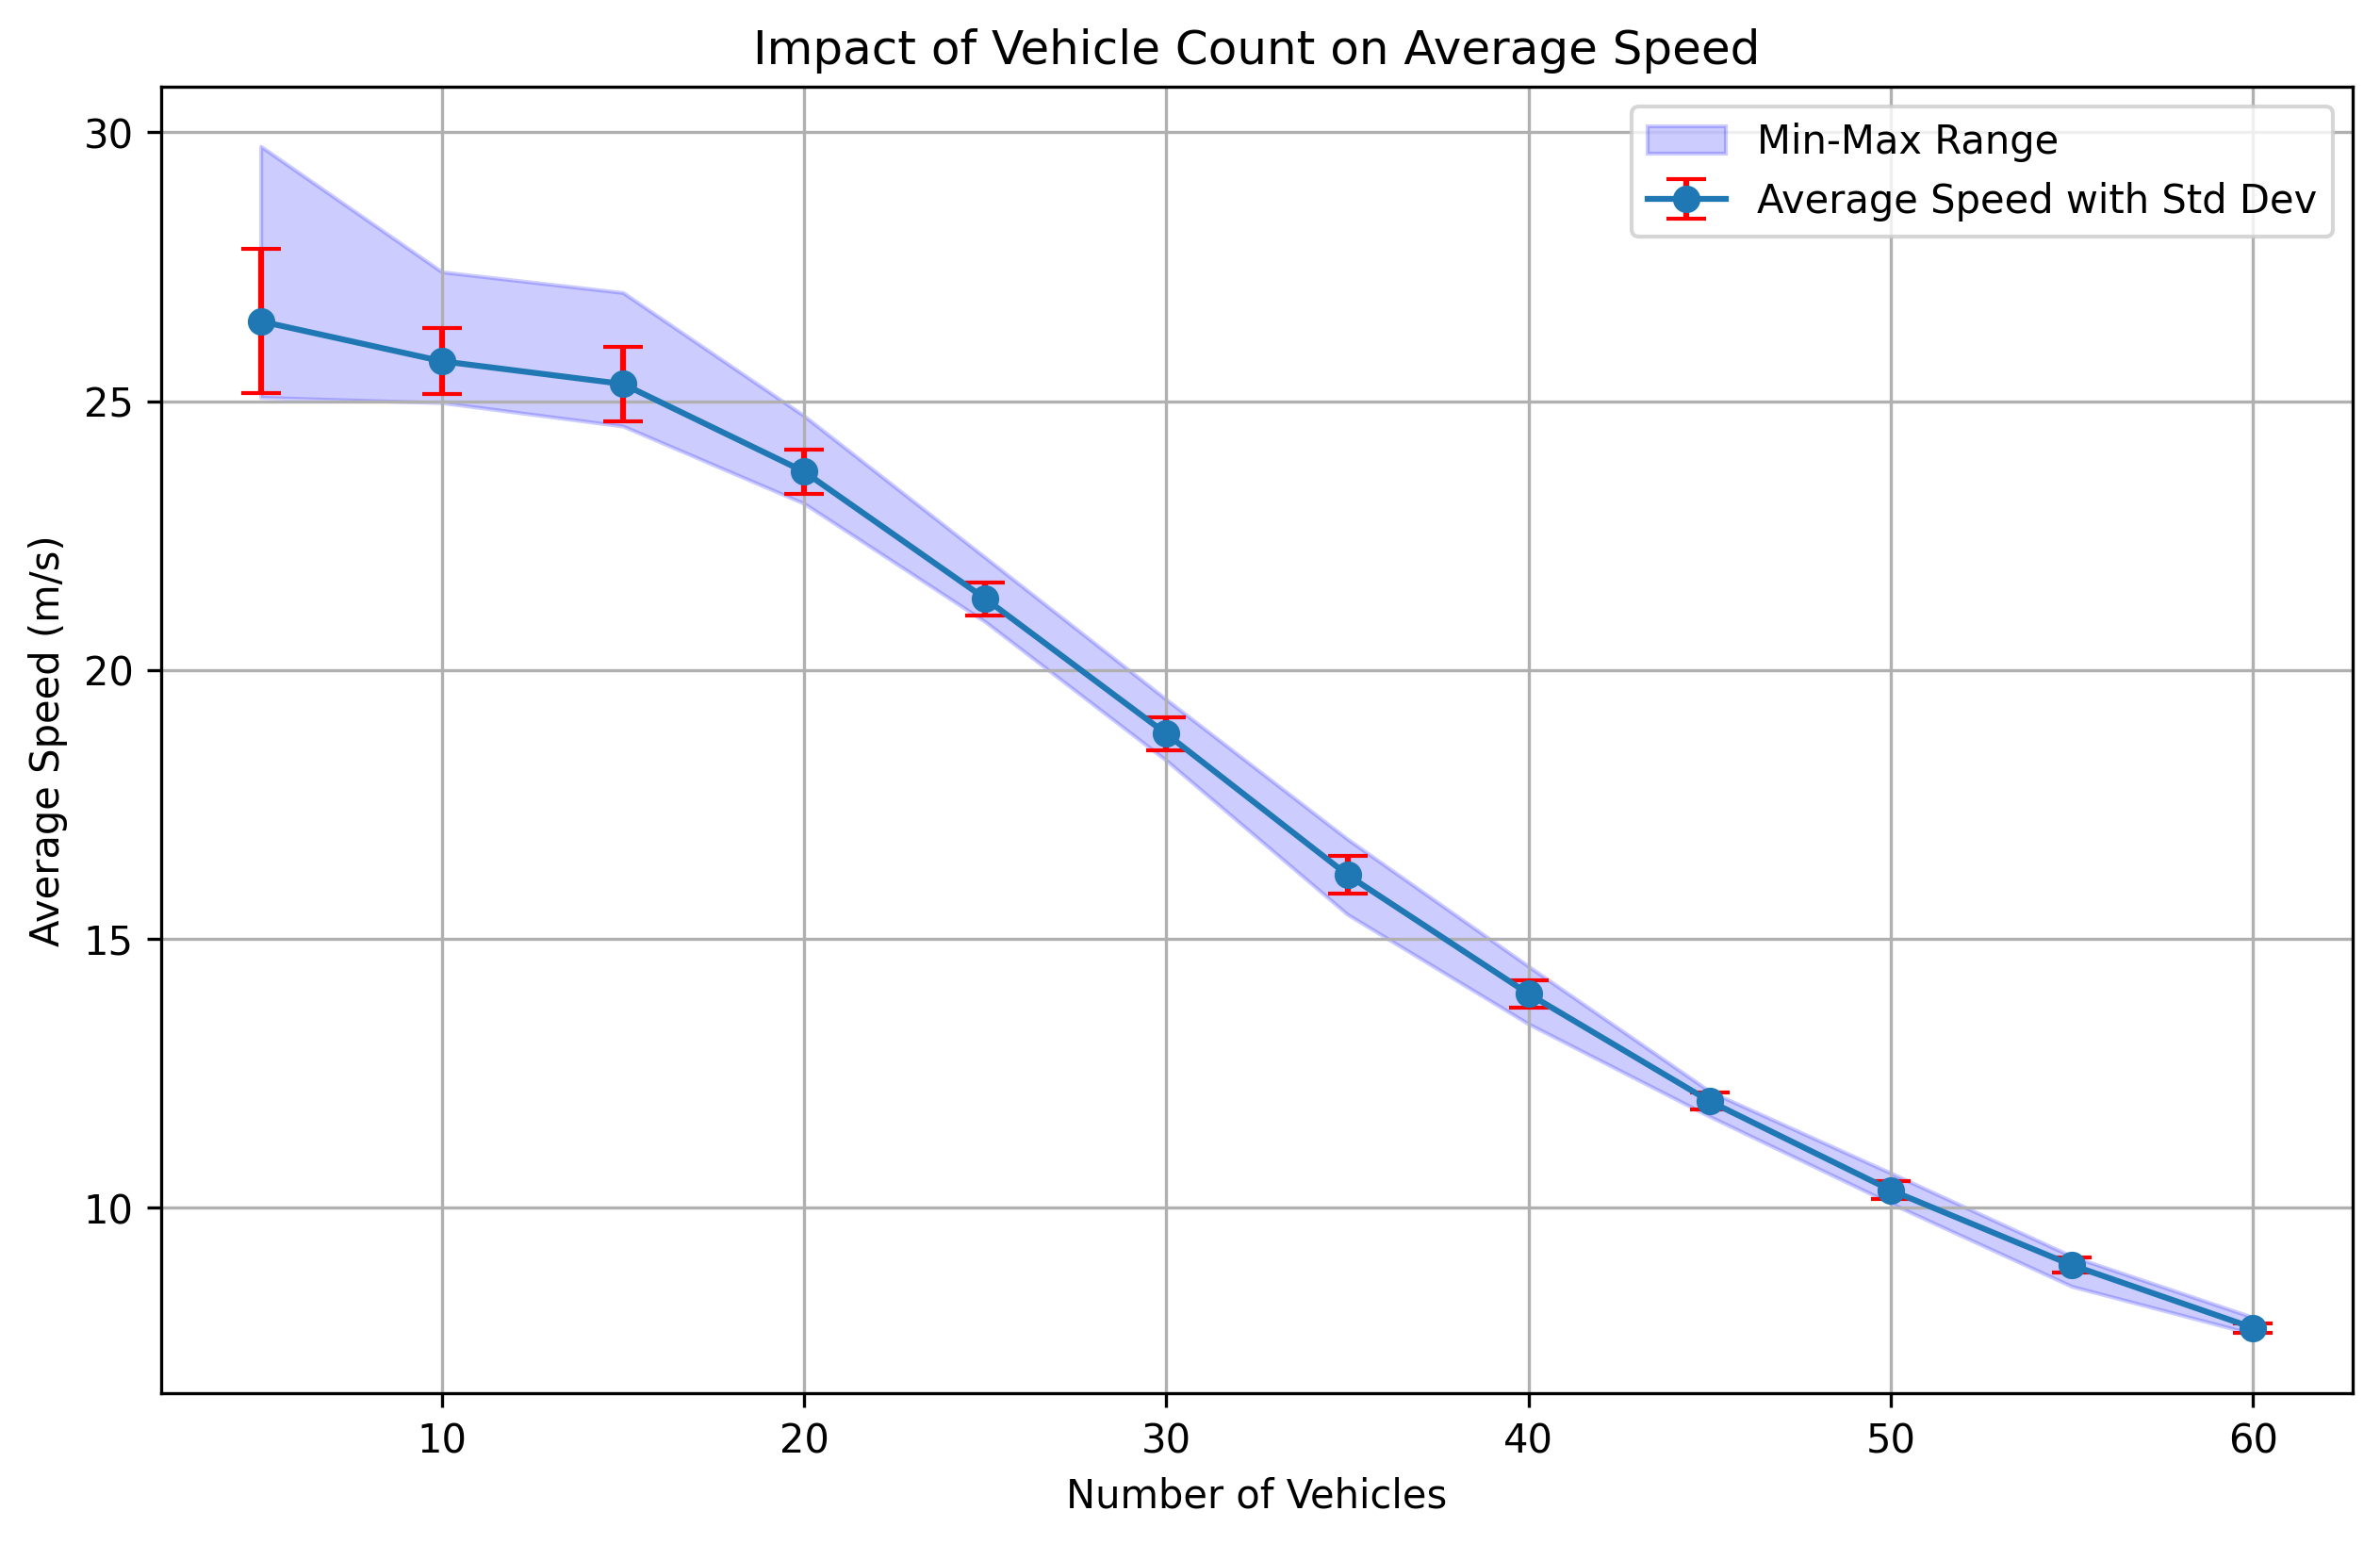 Impact of Vehicle Count on Average Speed
Min-Max Range
Average Speed with Std Dev
Average Speed (m/s)
30
25
20
15
10
10
20
30
40
50
60
Number of Vehicles